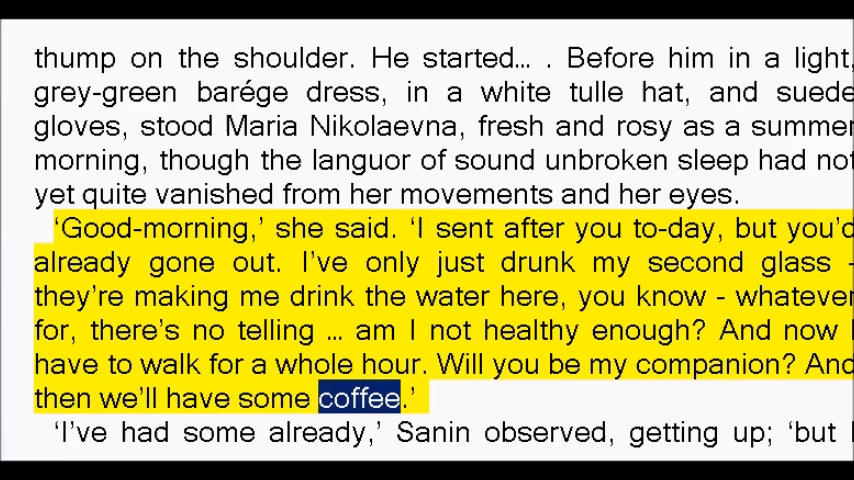 thump on the shoulder. He started… . Before him in a light,
grey-green barége dress, in a white tulle hat, and suede
gloves, stood Maria Nikolaevna, fresh and rosy as a summer
morning, though the languor of sound unbroken sleep had not
yet quite vanished from her movements and her eyes.
‘Good-morning,’ she said. ‘I sent after you to-day, but you’d
already gone out. I’ve only just drunk my second glass -
they’re making me drink the water here, you know - whatever
for, there’s no telling … am I not healthy enough? And now I
have to walk for a whole hour. Will you be my companion? And
then we’ll have some coffee.’
‘I’ve had some already,’ Sanin observed, getting up; ‘but I